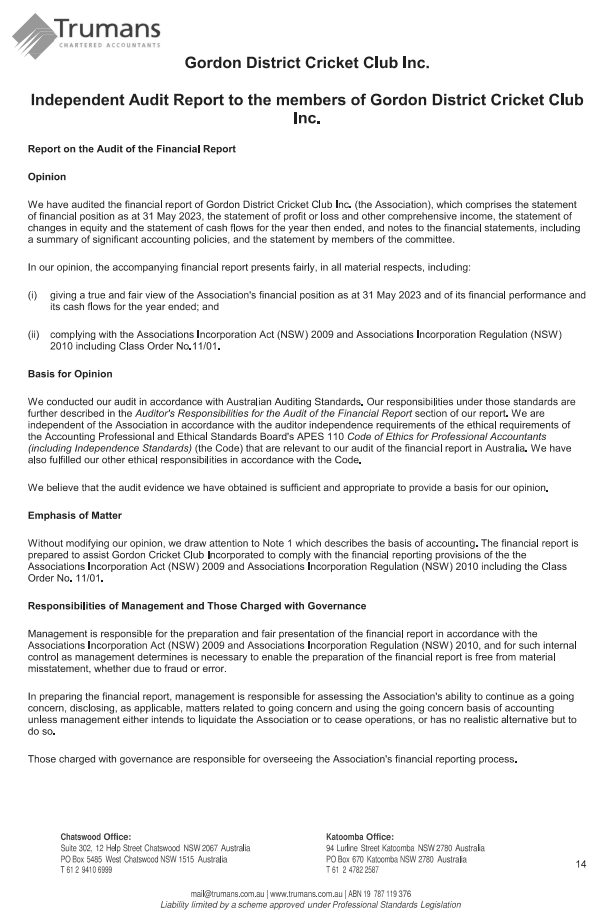 Trumans
CHARTERED ACCOUNTANTS
Gordon District Cricket Club Inc.
Independent Audit Report to the members of Gordon District Cricket Club
Inc.
Report on the Audit of the Financial Report
Opinion
We have audited the financial report of Gordon District Cricket Club Inc. (the Association), which comprises the statement
of financial position as at 31 May 2023, the statement of profit or loss and other comprehensive income, the statement of
changes in equity and the statement of cash flows for the year then ended, and notes to the financial statements, including
a summary of significant accounting policies, and the statement by members of the committee.
In our opinion, the accompanying financial report presents fairly, in all material respects, including:
(i) giving a true and fair view of the Association's financial position as at 31 May 2023 and of its financial performance and
its cash flows for the year ended; and
(ii) complying with the Associations Incorporation Act (NSW) 2009 and Associations Incorporation Regulation (NSW)
2010 including Class Order No.11/01.
Basis for Opinion
We conducted our audit in accordance with Australian Auditing Standards. Our responsibilities under those standards are
further described in the Auditor's Responsibilities for the Audit of the Financial Report section of our report. We are
independent of the Association in accordance with the auditor independence requirements of the ethical requirements of
the Accounting Professional and Ethical Standards Board's APES 110 Code of Ethics for Professional Accountants
(including Independence Standards) (the Code) that are relevant to our audit of the financial report in Australia. We have
also fulfilled our other ethical responsibilities in accordance with the Code.
We believe that the audit evidence we have obtained is sufficient and appropriate to provide a basis for our opinion.
Emphasis of Matter
Without modifying our opinion, we draw attention to Note 1 which describes the basis of accounting. The financial report is
prepared to assist Gordon Cricket Club Incorporated to comply with the financial reporting provisions of the the
Associations Incorporation Act (NSW) 2009 and Associations Incorporation Regulation (NSW) 2010 including the Class
Order No. 11/01.
Responsibilities of Management and Those Charged with Governance
Management is responsible for the preparation and fair presentation of the financial report in accordance with the
Associations Incorporation Act (NSW) 2009 and Associations Incorporation Regulation (NSW) 2010, and for such internal
control as management determines is necessary to enable the preparation of the financial report is free from material
misstatement, whether due to fraud or error.
In preparing the financial report, management is responsible for assessing the Association's ability to continue as a going
concern, disclosing, as applicable, matters related to going concern and using the going concern basis of accounting
unless management either intends to liquidate the Association or to cease operations, or has no realistic alternative but to
do so.
Those charged with governance are responsible for overseeing the Association's financial reporting process.
Chatswood Office:
Suite 302, 12 Help Street Chatswood NSW 2067 Australia
PO Box 5485 West Chatswood NSW 1515 Australia
T 61 2 9410 6999
Katoomba Office:
94 Lurline Street Katoomba NSW 2780 Australia
PO Box 670 Katoomba NSW 2780 Australia
T 61 2 4782 2587
14
mail@trumans.com.au | www.trumans.com.au | ABN 19 787 119 376
Liability limited by a scheme approved under Professional Standards Legislation